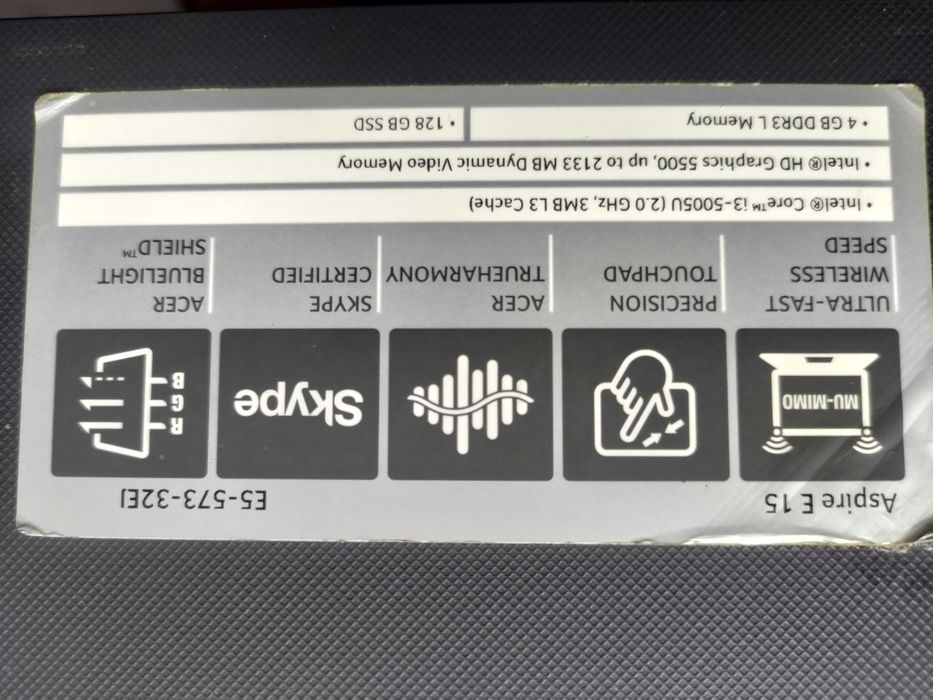 Aspire E 15
E5-573-32EJ
MU-MIMO
Skype
R
G
B
ULTRA-FAST
WIRELESS
SPEED
PRECISION
TOUCHPAD
ACER
TRUEHARMONY
SKYPE
CERTIFIED
ACER
BLUELIGHT
SHIELD™
• Intel® Core™ i3-5005U (2.0 GHz, 3MB L3 Cache)
• Intel® HD Graphics 5500, up to 2133 MB Dynamic Video Memory
• 4 GB DDR3 L Memory
• 128 GB SSD